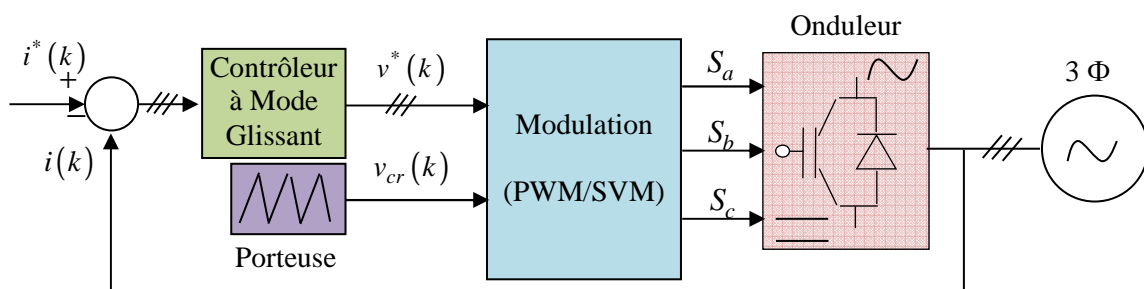 Onduleur
i*(k)
+
−
i(k)
Contrôleur
à Mode
Glissant
v*(k)
v_cr(k)
Porteuse
Modulation
(PWM/SVM)
S_a
S_b
S_c
3 Φ